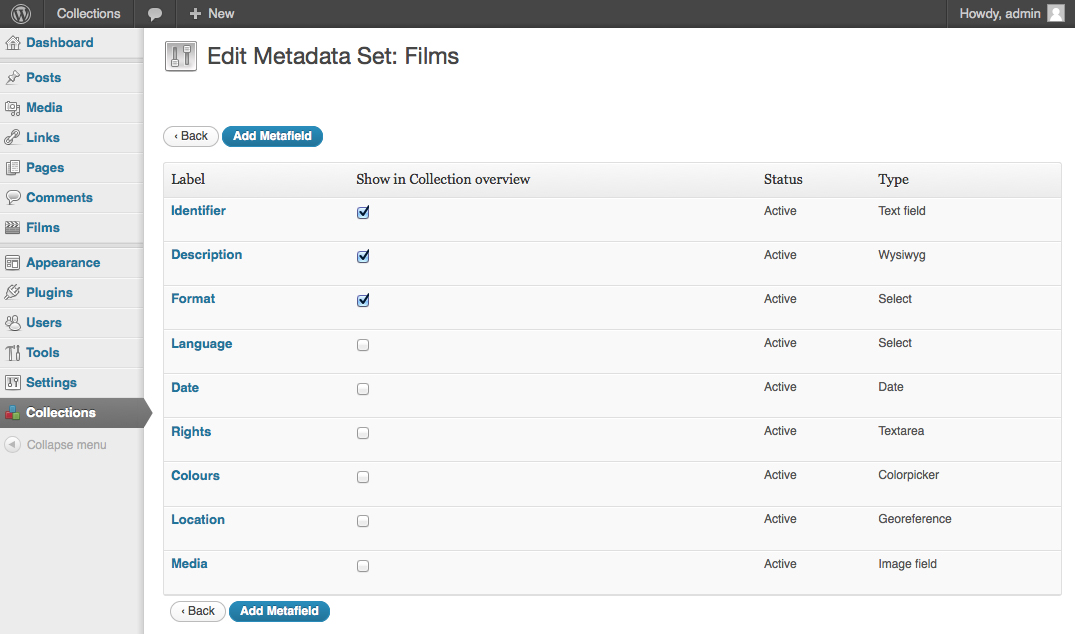 Collections + New Howdy, admin
Dashboard
Posts
Media
Links
Pages
Comments
Films
Appearance
Plugins
Users
Tools
Settings
Collections
Collapse menu
Edit Metadata Set: Films
‹ Back Add Metafield
Label Show in Collection overview Status Type
Identifier Active Text field
Description Active Wysiwyg
Format Active Select
Language Active Select
Date Active Date
Rights Active Textarea
Colours Active Colorpicker
Location Active Georeference
Media Active Image field
‹ Back Add Metafield